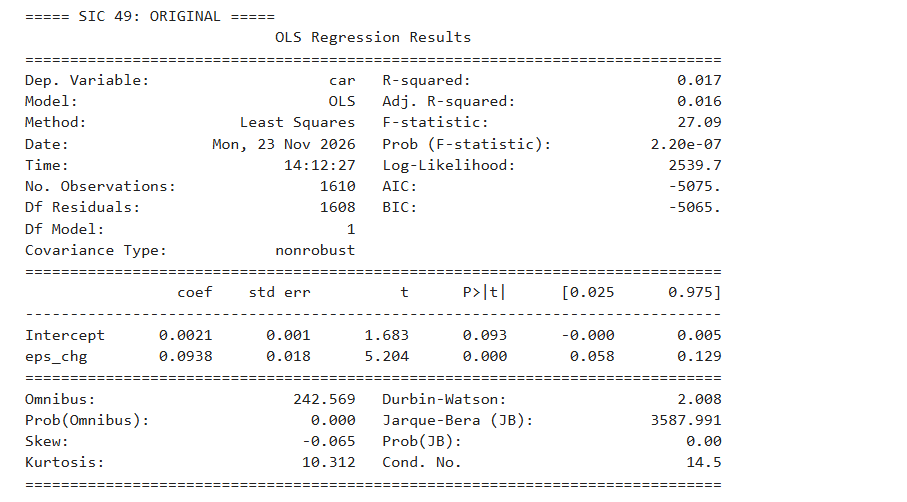 ===== SIC 49: ORIGINAL =====
                            OLS Regression Results
==============================================================================
Dep. Variable:                    car   R-squared:                       0.017
Model:                            OLS   Adj. R-squared:                  0.016
Method:                 Least Squares   F-statistic:                     27.09
Date:                Mon, 23 Nov 2026   Prob (F-statistic):           2.20e-07
Time:                        14:12:27   Log-Likelihood:                 2539.7
No. Observations:                1610   AIC:                            -5075.
Df Residuals:                    1608   BIC:                            -5065.
Df Model:                           1
Covariance Type:            nonrobust
==============================================================================
                 coef    std err          t      P>|t|      [0.025      0.975]
------------------------------------------------------------------------------
Intercept      0.0021      0.001      1.683      0.093      -0.000       0.005
eps_chg        0.0938      0.018      5.204      0.000       0.058       0.129
==============================================================================
Omnibus:                      242.569   Durbin-Watson:                   2.008
Prob(Omnibus):                  0.000   Jarque-Bera (JB):             3587.991
Skew:                          -0.065   Prob(JB):                         0.00
Kurtosis:                      10.312   Cond. No.                         14.5
==============================================================================